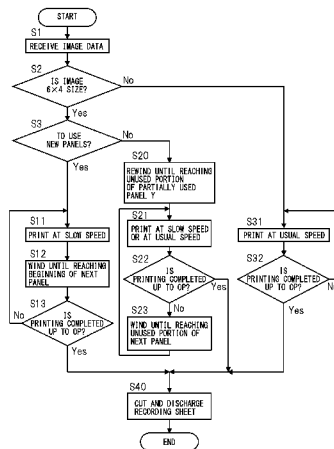 START
S1
RECEIVE IMAGE DATA
S2
IS IMAGE
6×4 SIZE?
No
Yes
S3
TO USE
NEW PANELS?
No
Yes
S20
REWIND UNTIL REACHING
UNUSED PORTION
OF PARTIALLY USED
PANEL Y
S11
PRINT AT SLOW SPEED
S21
PRINT AT SLOW SPEED
OR AT USUAL SPEED
S31
PRINT AT USUAL SPEED
S12
WIND UNTIL REACHING
BEGINNING OF NEXT
PANEL
S22
IS
PRINTING COMPLETED
UP TO OP?
Yes
No
S32
IS
PRINTING COMPLETED
UP TO OP?
No
Yes
S13
IS
PRINTING COMPLETED
UP TO OP?
No
Yes
S23
WIND UNTIL REACHING
UNUSED PORTION OF
NEXT PANEL
S40
CUT AND DISCHARGE
RECORDING SHEET
END